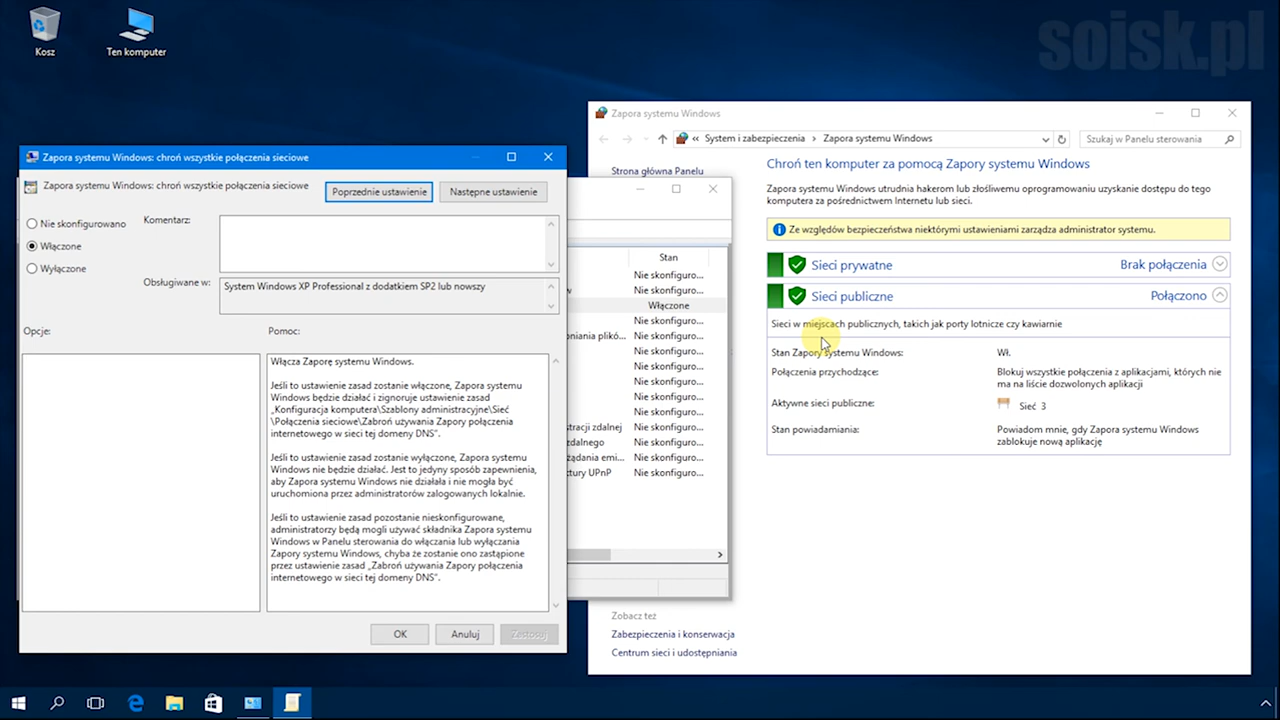 Kosz
Ten komputer
soisk.pl
Zapora systemu Windows: chroń wszystkie połączenia sieciowe
Zapora systemu Windows: chroń wszystkie połączenia sieciowe
Poprzednie ustawienie
Następne ustawienie
Nie skonfigurowano
Włączone
Wyłączone
Komentarz:
Obsługiwane w:
System Windows XP Professional z dodatkiem SP2 lub nowszy
Opcje:
Pomoc:
Włącza Zaporę systemu Windows.
Jeśli to ustawienie zasad zostanie włączone, Zapora systemu
Windows będzie działać i zignoruje ustawienie zasad
„Konfiguracja komputera\Szablony administracyjne\Sieć
\Połączenia sieciowe\Zabroń używania Zapory połączenia
internetowego w sieci tej domeny DNS”.
Jeśli to ustawienie zasad zostanie wyłączone, Zapora systemu
Windows nie będzie działać. Jest to jedyny sposób zapewnienia,
aby Zapora systemu Windows nie działała i nie mogła być
uruchomiona przez administratorów zalogowanych lokalnie.
Jeśli to ustawienie zasad pozostanie nieskonfigurowane,
administratorzy będą mogli używać składnika Zapora systemu
Windows w Panelu sterowania do włączania lub wyłączania
Zapory systemu Windows, chyba że zostanie ono zastąpione
przez ustawienie zasad „Zabroń używania Zapory połączenia
internetowego w sieci tej domeny DNS”.
OK
Anuluj
Zastosuj
Stan
Nie skonfiguro...
w Nie skonfiguro...
Włączone
Nie skonfiguro...
oniania plikó... Nie skonfiguro...
Nie skonfiguro...
Nie skonfiguro...
Nie skonfiguro...
Nie skonfiguro...
Nie skonfiguro...
stracji zdalnej Nie skonfiguro...
zdalnego Nie skonfiguro...
ządania emi... Nie skonfiguro...
ktury UPnP Nie skonfiguro...
Zapora systemu Windows
« System i zabezpieczenia › Zapora systemu Windows
Szukaj w Panelu sterowania
Strona główna Panelu
Chroń ten komputer za pomocą Zapory systemu Windows
Zapora systemu Windows utrudnia hakerom lub złośliwemu oprogramowaniu uzyskanie dostępu do tego
komputera za pośrednictwem Internetu lub sieci.
Ze względów bezpieczeństwa niektórymi ustawieniami zarządza administrator systemu.
Sieci prywatne Brak połączenia
Sieci publiczne Połączono
Sieci w miejscach publicznych, takich jak porty lotnicze czy kawiarnie
Stan Zapory systemu Windows: Wł.
Połączenia przychodzące: Blokuj wszystkie połączenia z aplikacjami, których nie
ma na liście dozwolonych aplikacji
Aktywne sieci publiczne: Sieć 3
Stan powiadamiania: Powiadom mnie, gdy Zapora systemu Windows
zablokuje nową aplikację
Zobacz też
Zabezpieczenia i konserwacja
Centrum sieci i udostępniania